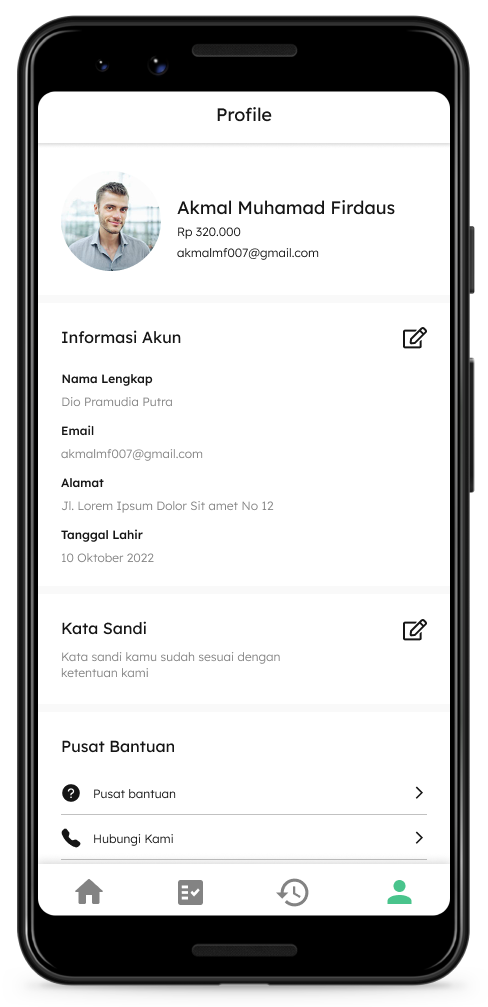 Profile
Akmal Muhamad Firdaus
Rp 320.000
akmalmf007@gmail.com
Informasi Akun
Nama Lengkap
Dio Pramudia Putra
Email
akmalmf007@gmail.com
Alamat
Jl. Lorem Ipsum Dolor Sit amet No 12
Tanggal Lahir
10 Oktober 2022
Kata Sandi
Kata sandi kamu sudah sesuai dengan
ketentuan kami
Pusat Bantuan
Pusat bantuan
Hubungi Kami